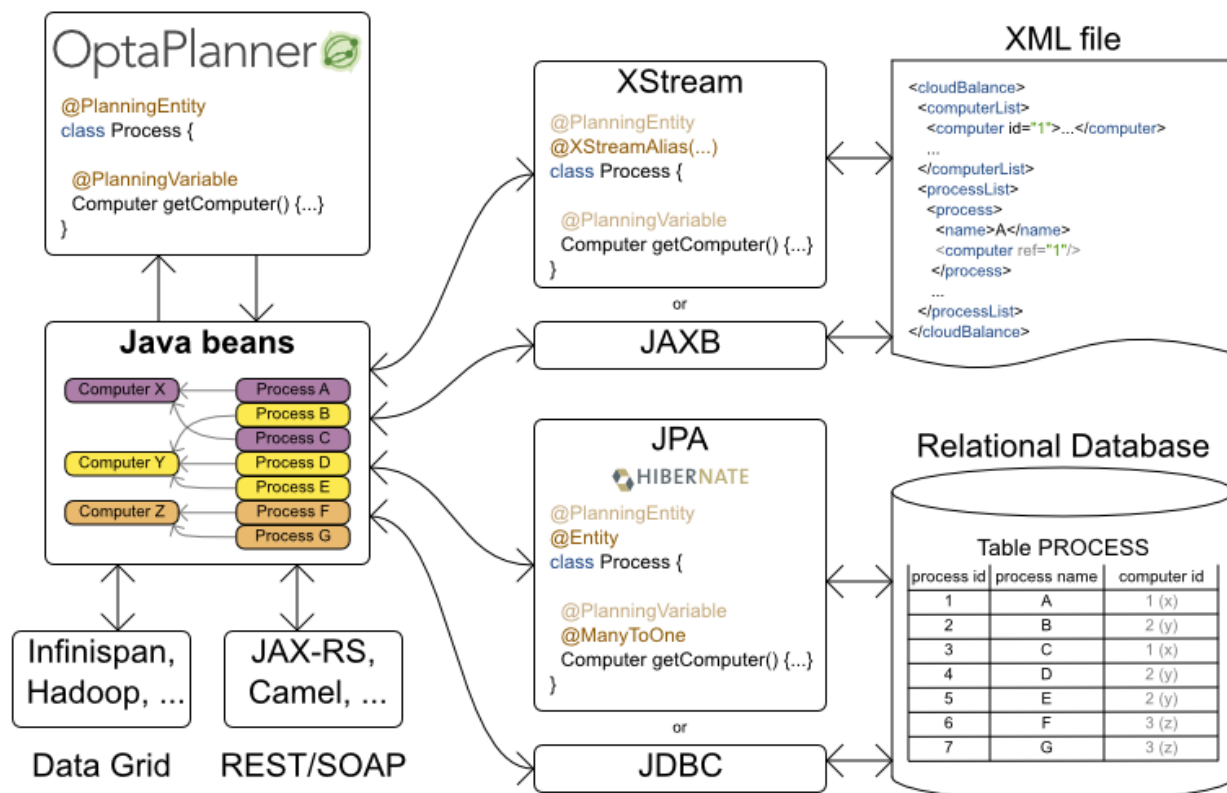 OptaPlanner
@PlanningEntity
class Process {
@PlanningVariable
Computer getComputer() {...}
}
Java beans
Computer X
Computer Y
Computer Z
Process A
Process B
Process C
Process D
Process E
Process F
Process G
Infinispan,
Hadoop, ...
Data Grid
JAX-RS,
Camel, ...
REST/SOAP
XStream
@PlanningEntity
@XStreamAlias(...)
class Process {
@PlanningVariable
Computer getComputer() {...}
}
or
JAXB
JPA
HIBERNATE
@PlanningEntity
@Entity
class Process {
@PlanningVariable
@ManyToOne
Computer getComputer() {...}
}
or
JDBC
XML file
<cloudBalance>
<computerList>
<computer id="1">...</computer>
...
</computerList>
<processList>
<process>
<name>A</name>
<computer ref="1"/>
</process>
...
</processList>
</cloudBalance>
Relational Database
Table PROCESS
process id process name computer id
1 A 1 (x)
2 B 2 (y)
3 C 1 (x)
4 D 2 (y)
5 E 2 (y)
6 F 3 (z)
7 G 3 (z)